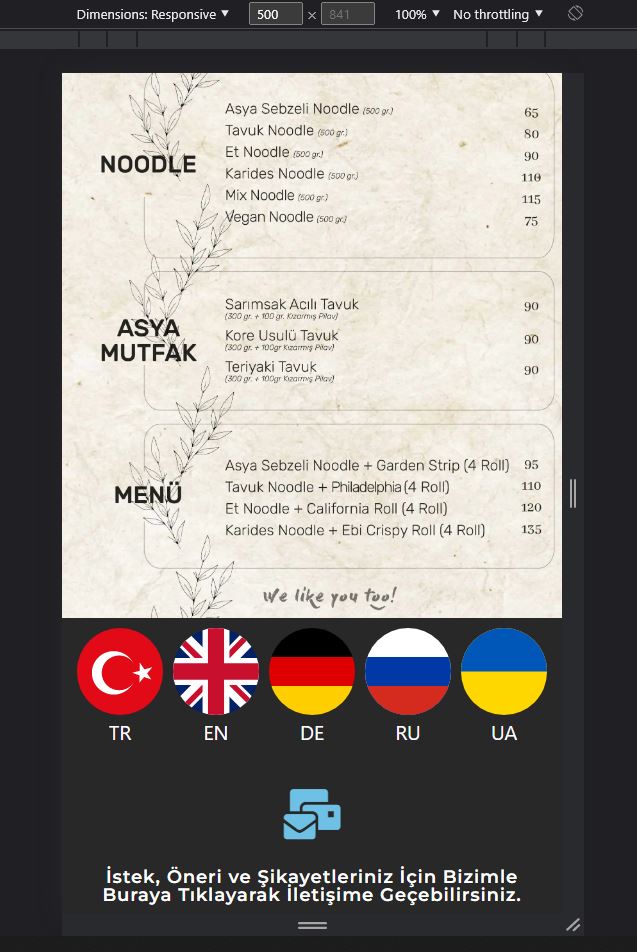 Dimensions: Responsive ▼ 500 × 841 100% ▼ No throttling ▼
NOODLE
Asya Sebzeli Noodle (500 gr.) 65
Tavuk Noodle (500 gr.) 80
Et Noodle (500 gr.) 90
Karides Noodle (500 gr.) 110
Mix Noodle (500 gr.) 115
Vegan Noodle (500 gr.) 75
ASYA
MUTFAK
Sarımsak Acılı Tavuk 90
(300 gr. + 100 gr. Kızarmış Pilav)
Kore Usulü Tavuk 90
(300 gr. + 100gr Kızarmış Pilav)
Teriyaki Tavuk 90
(300 gr. + 100gr Kızarmış Pilav)
MENÜ
Asya Sebzeli Noodle + Garden Strip (4 Roll) 95
Tavuk Noodle + Philadelphia (4 Roll) 110
Et Noodle + California Roll (4 Roll) 120
Karides Noodle + Ebi Crispy Roll (4 Roll) 135
We like you too!
TR EN DE RU UA
İstek, Öneri ve Şikayetleriniz İçin Bizimle
Buraya Tıklayarak İletişime Geçebilirsiniz.